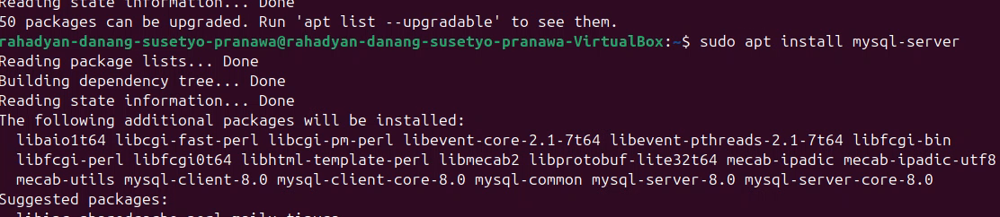 Reading state information... Done
50 packages can be upgraded. Run 'apt list --upgradable' to see them.
rahadyan-danang-susetyo-pranawa@rahadyan-danang-susetyo-pranawa-VirtualBox:~$ sudo apt install mysql-server
Reading package lists... Done
Building dependency tree... Done
Reading state information... Done
The following additional packages will be installed:
  libaio1t64 libcgi-fast-perl libcgi-pm-perl libevent-core-2.1-7t64 libevent-pthreads-2.1-7t64 libfcgi-bin
  libfcgi-perl libfcgi0t64 libhtml-template-perl libmecab2 libprotobuf-lite32t64 mecab-ipadic mecab-ipadic-utf8
  mecab-utils mysql-client-8.0 mysql-client-core-8.0 mysql-common mysql-server-8.0 mysql-server-core-8.0
Suggested packages: